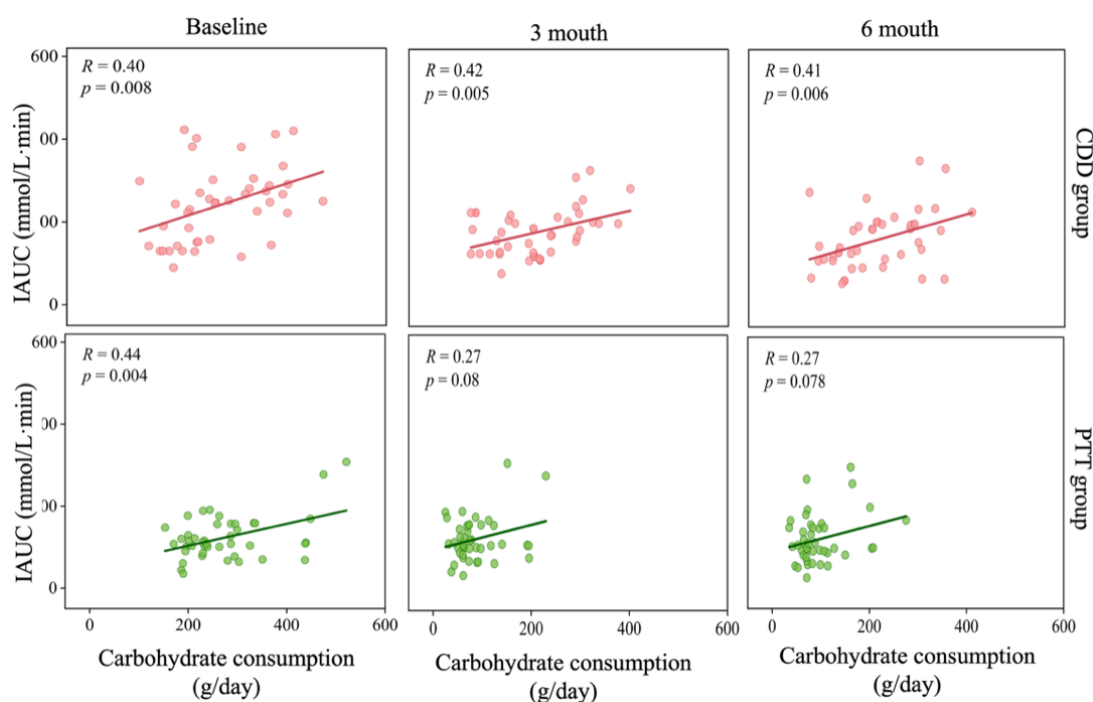 Baseline
3 mouth
6 mouth
600
00
00
0
IAUC (mmol/L·min)
R = 0.40
p = 0.008
R = 0.42
p = 0.005
R = 0.41
p = 0.006
CDD group
600
00
00
0
IAUC (mmol/L·min)
R = 0.44
p = 0.004
R = 0.27
p = 0.08
R = 0.27
p = 0.078
PTT group
0 200 400 600
0 200 400
0 200 400 600
Carbohydrate consumption
(g/day)
Carbohydrate consumption
(g/day)
Carbohydrate consumption
(g/day)